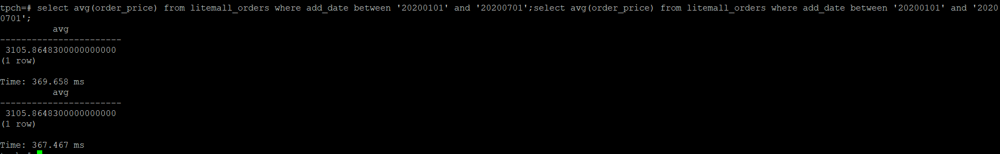 tpch=# select avg(order_price) from litemall_orders where add_date between '20200101' and '20200701';select avg(order_price) from litemall_orders where add_date between '20200101' and '2020
0701';
avg
-----------------------
3105.8648300000000000
(1 row)
Time: 369.658 ms
avg
-----------------------
3105.8648300000000000
(1 row)
Time: 367.467 ms